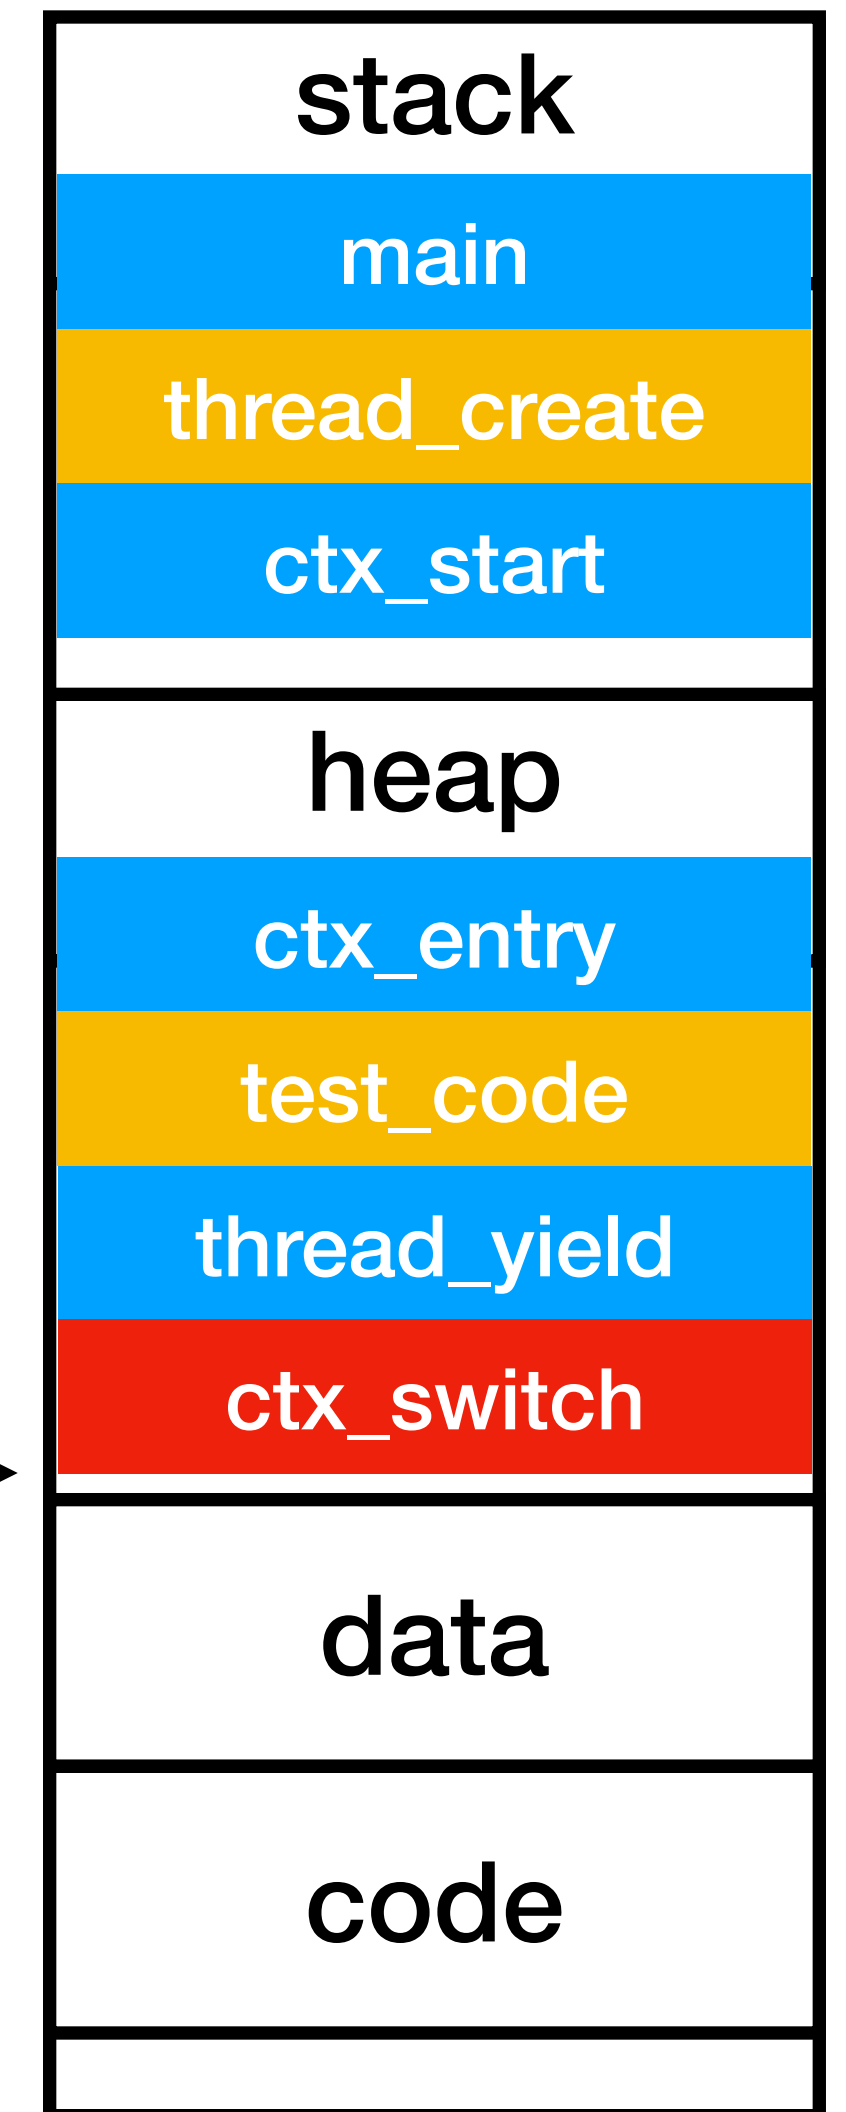 stack
main
thread_create
ctx_start
heap
ctx_entry
test_code
thread_yield
ctx_switch
data
code